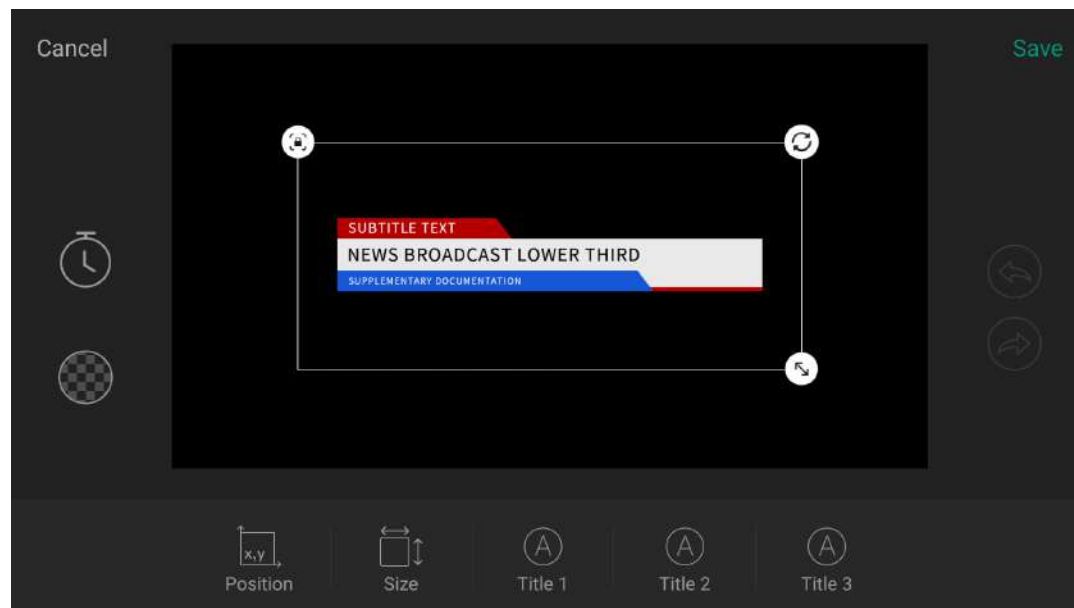 Cancel
Save
SUBTITLE TEXT
NEWS BROADCAST LOWER THIRD
SUPPLEMENTARY DOCUMENTATION
x,y
Position
Size
A
Title 1
A
Title 2
A
Title 3